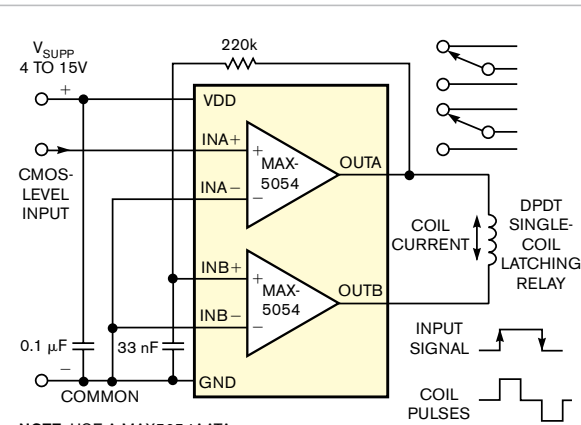 V_SUPP
4 TO 15V
+
CMOS-
LEVEL
INPUT
0.1 µF
−
COMMON
220k
VDD
INA+
INA−
INB+
INB−
33 nF
GND
+
−
MAX-
5054
OUTA
+
−
MAX-
5054
OUTB
COIL
CURRENT
DPDT
SINGLE-
COIL
LATCHING
RELAY
INPUT
SIGNAL
COIL
PULSES